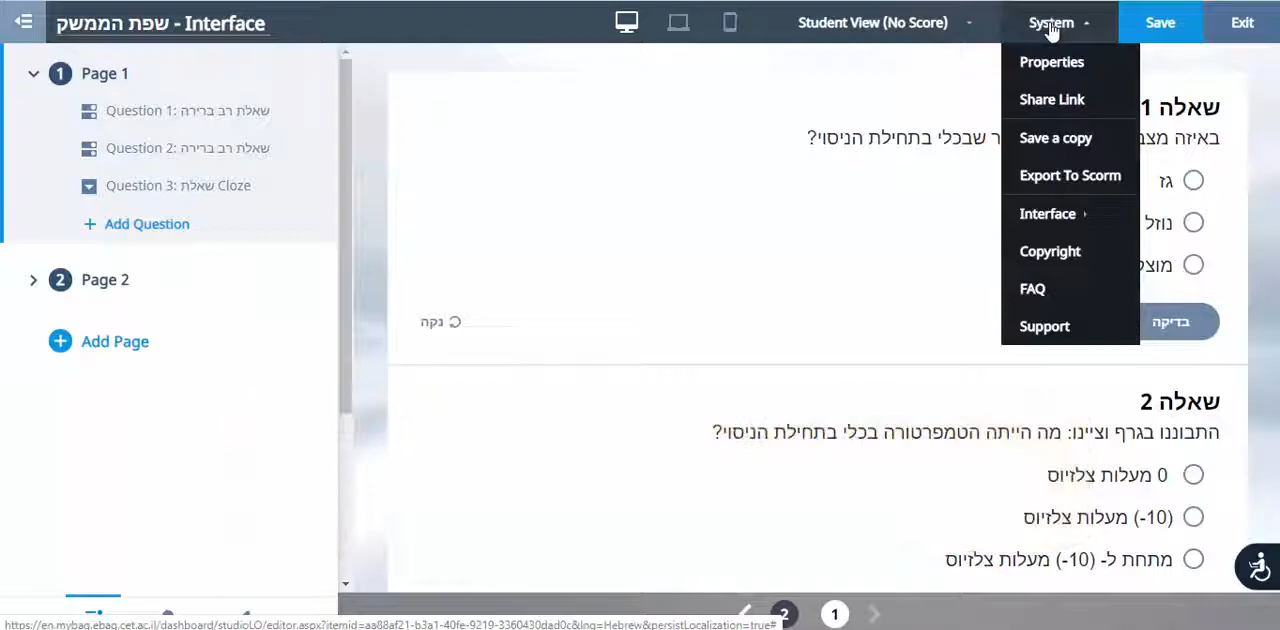 שפת הממשק - Interface
Student View (No Score)
System
Save
Exit
Properties
Share Link
Save a copy
Export To Scorm
Interface
Copyright
FAQ
Support
1 Page 1
Question 1: שאלת רב ברירה
Question 2: שאלת רב ברירה
Question 3: שאלת Cloze
+ Add Question
2 Page 2
Add Page
שאלה 1
באיזה שבכלי בתחילת הניסוי?
גז
נוזל
בדיקה
נקה
שאלה 2
התבוננו בגרף וציינו: מה הייתה הטמפרטורה בכלי בתחילת הניסוי?
0 מעלות צלזיוס
(-10) מעלות צלזיוס
מתחת ל- (-10) מעלות צלזיוס
2 1
https://en.mybag.ebag.cet.ac.il/dashboard/studioLO/editor.aspx?itemid=aa88af21-b3a1-40fe-9219-3360430dad0c&lng=Hebrew&persistLocalization=true#